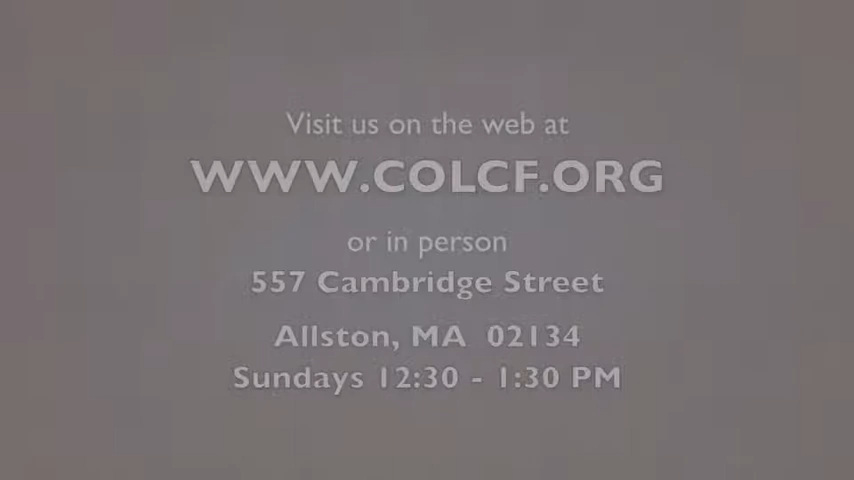 Visit us on the web at
WWW.COLCF.ORG
or in person
557 Cambridge Street
Allston, MA  02134
Sundays 12:30 - 1:30 PM